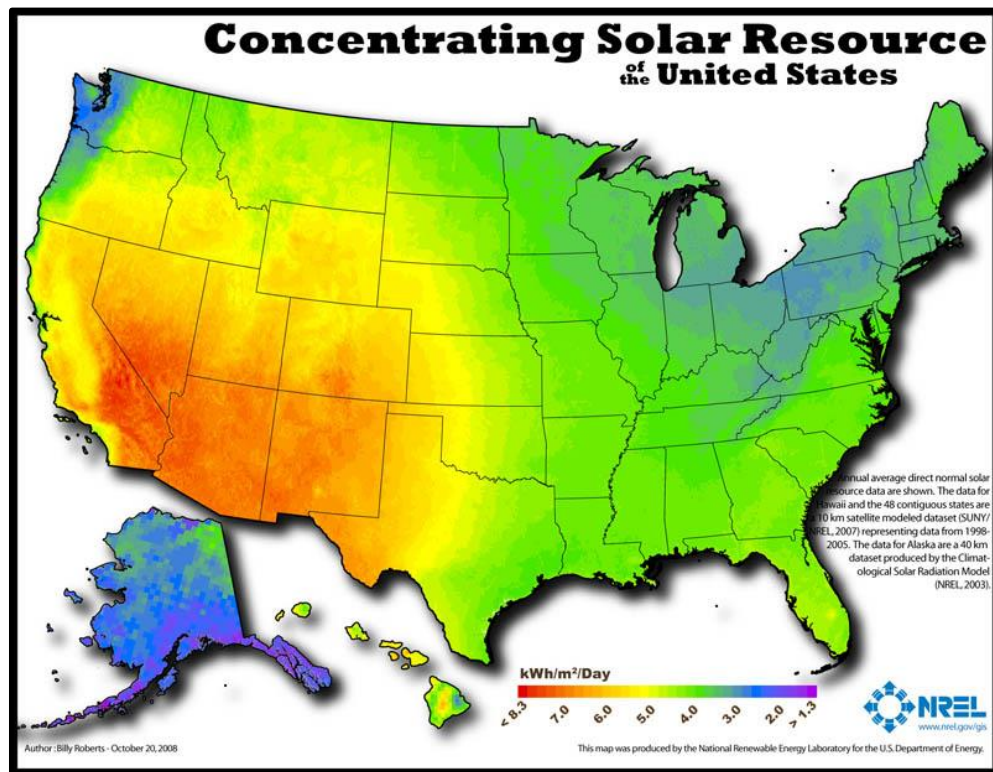 Concentrating Solar Resource
of the United States
Annual average direct normal solar
resource data are shown. The data for
Hawaii and the 48 contiguous states are
a 10 km satellite modeled dataset (SUNY/
NREL, 2007) representing data from 1998-
2005. The data for Alaska are a 40 km
dataset produced by the Climat-
ological Solar Radiation Model
(NREL, 2003).
kWh/m²/Day
< 8.3 7.0 6.0 5.0 4.0 3.0 2.0 > 1.3
NREL
www.nrel.gov/gis
Author : Billy Roberts - October 20, 2008
This map was produced by the National Renewable Energy Laboratory for the U.S. Department of Energy.